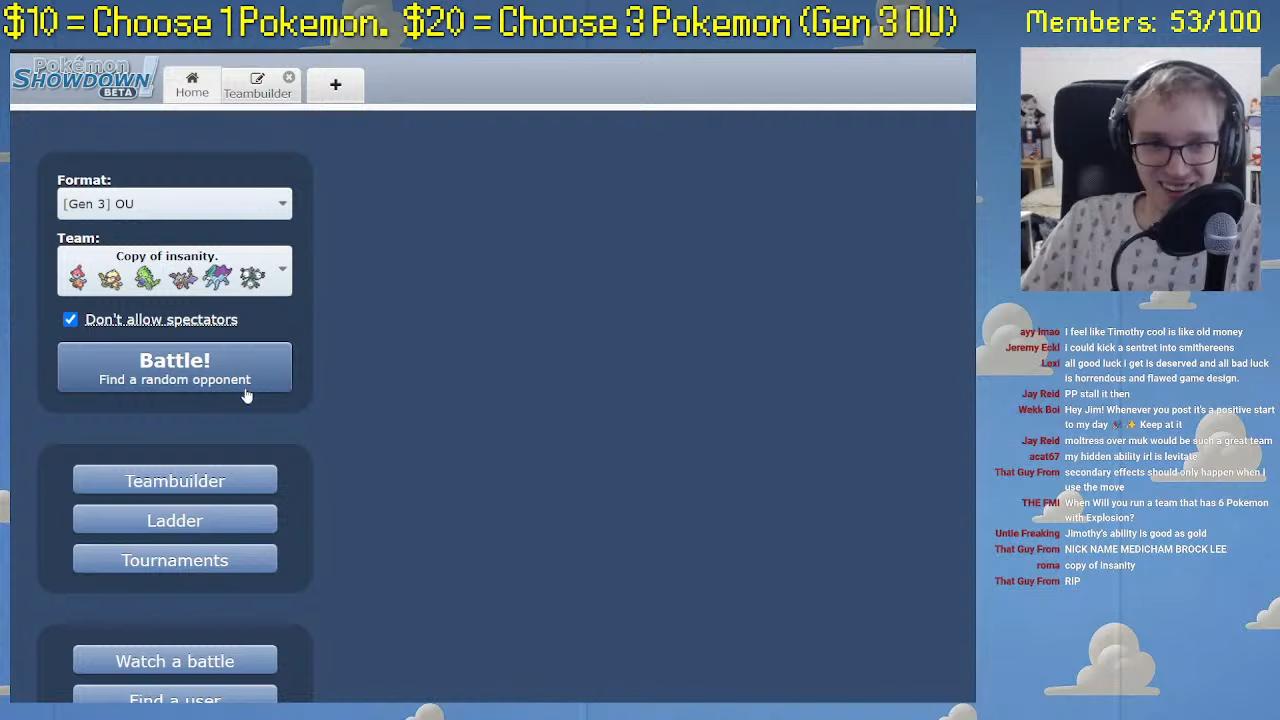 $10 = Choose 1 Pokemon. $20 = Choose 3 Pokemon (Gen 3 OU)
Members: 53/100
Pokémon
SHOWDOWN!
BETA
Home
Teambuilder
+
Format:
[Gen 3] OU
Team:
Copy of insanity.
Don't allow spectators
Battle!
Find a random opponent
Teambuilder
Ladder
Tournaments
Watch a battle
Find a user
ayy lmao I feel like Timothy cool is like old money
Jeremy Eckl i could kick a sentret into smithereens
Loxi all good luck i get is deserved and all bad luck
is horrendous and flawed game design.
Jay Reid PP stall it then
Wekk Boi Hey Jim! Whenever you post it's a positive start
to my day 💐 ✨ Keep at it
Jay Reid moltress over muk would be such a great team
acat67 my hidden ability irl is levitate
That Guy From secondary effects should only happen when i
use the move
THE FMI When Will you run a team that has 6 Pokemon
with Explosion?
Untie Freaking Jimothy's ability is good as gold
That Guy From NICK NAME MEDICHAM BROCK LEE
roma copy of insanity
That Guy From RIP